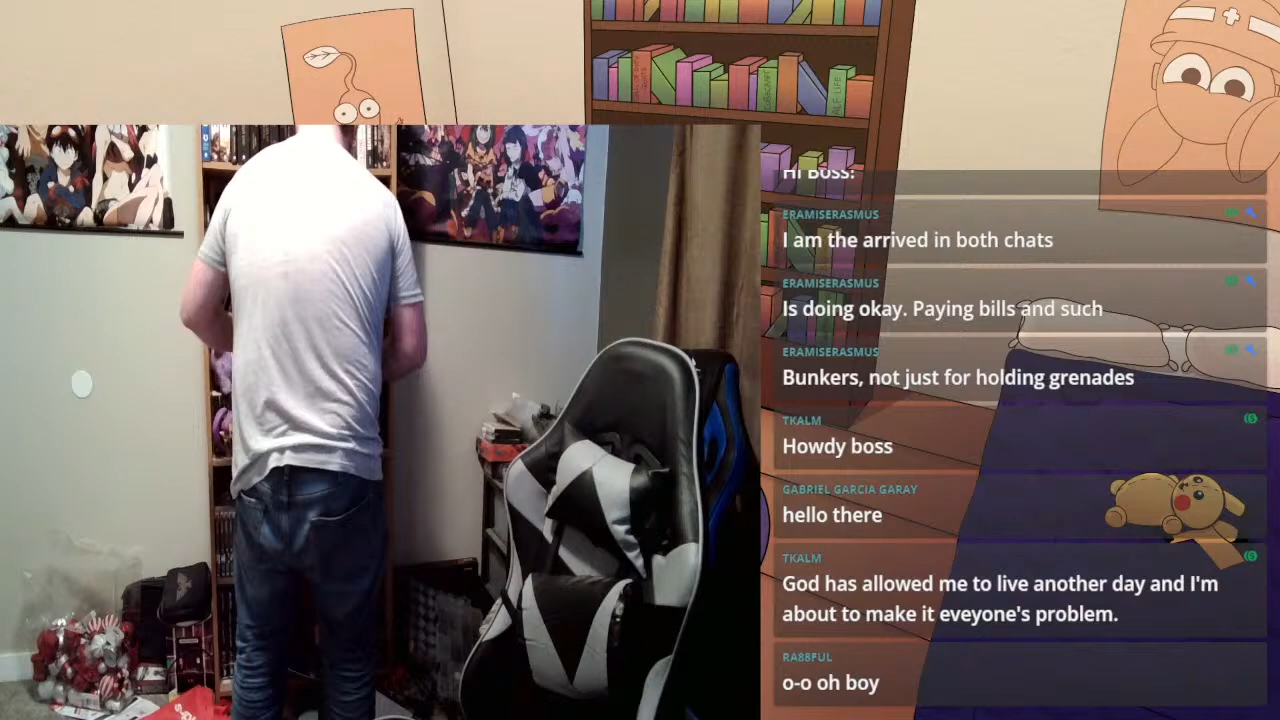 HALF-LIFE
Hi Boss!
ERAMISERASMUS
I am the arrived in both chats
ERAMISERASMUS
Is doing okay. Paying bills and such
ERAMISERASMUS
Bunkers, not just for holding grenades
TKALM
Howdy boss
GABRIEL GARCIA GARAY
hello there
TKALM
God has allowed me to live another day and I'm
about to make it eveyone's problem.
RA88FUL
o-o oh boy